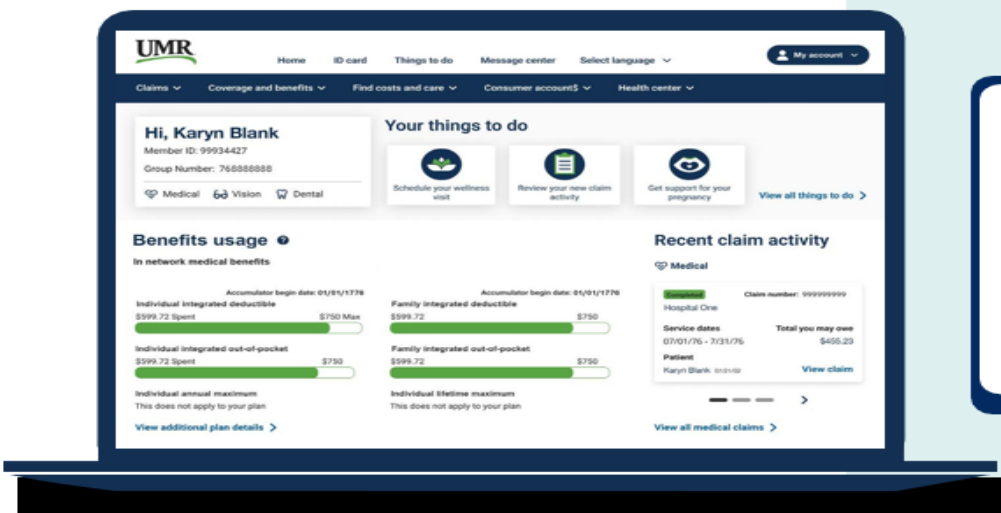 UMR
Home ID card Things to do Message center Select language My account
Claims Coverage and benefits Find costs and care Consumer account$ Health center
Hi, Karyn Blank
Member ID: 99934427
Group Number: 768888888
Medical Vision Dental
Your things to do
Schedule your wellness
visit
Review your new claim
activity
Get support for your
pregnancy
View all things to do
Benefits usage ?
In network medical benefits
Accumulator begin date: 01/01/1776
Individual integrated deductible
$599.72 Spent $750 Max
Individual integrated out-of-pocket
$599.72 Spent $750
Individual annual maximum
This does not apply to your plan
View additional plan details
Accumulator begin date: 01/01/1776
Family integrated deductible
$599.72 $750
Family integrated out-of-pocket
$599.72 $750
Individual lifetime maximum
This does not apply to your plan
Recent claim activity
Medical
Completed Claim number: 999999999
Hospital One
Service dates Total you may owe
07/01/76 - 7/31/76 $455.23
Patient
Karyn Blank View claim
View all medical claims